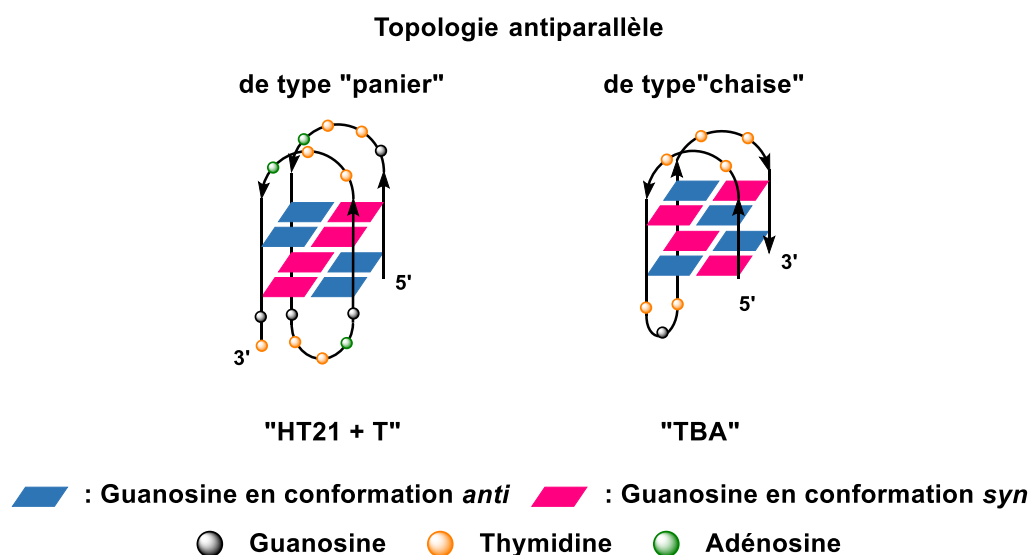 Topologie antiparallèle
de type "panier"
de type"chaise"
5'
3'
3'
5'
"HT21 + T"
"TBA"
: Guanosine en conformation anti
: Guanosine en conformation syn
Guanosine
Thymidine
Adénosine